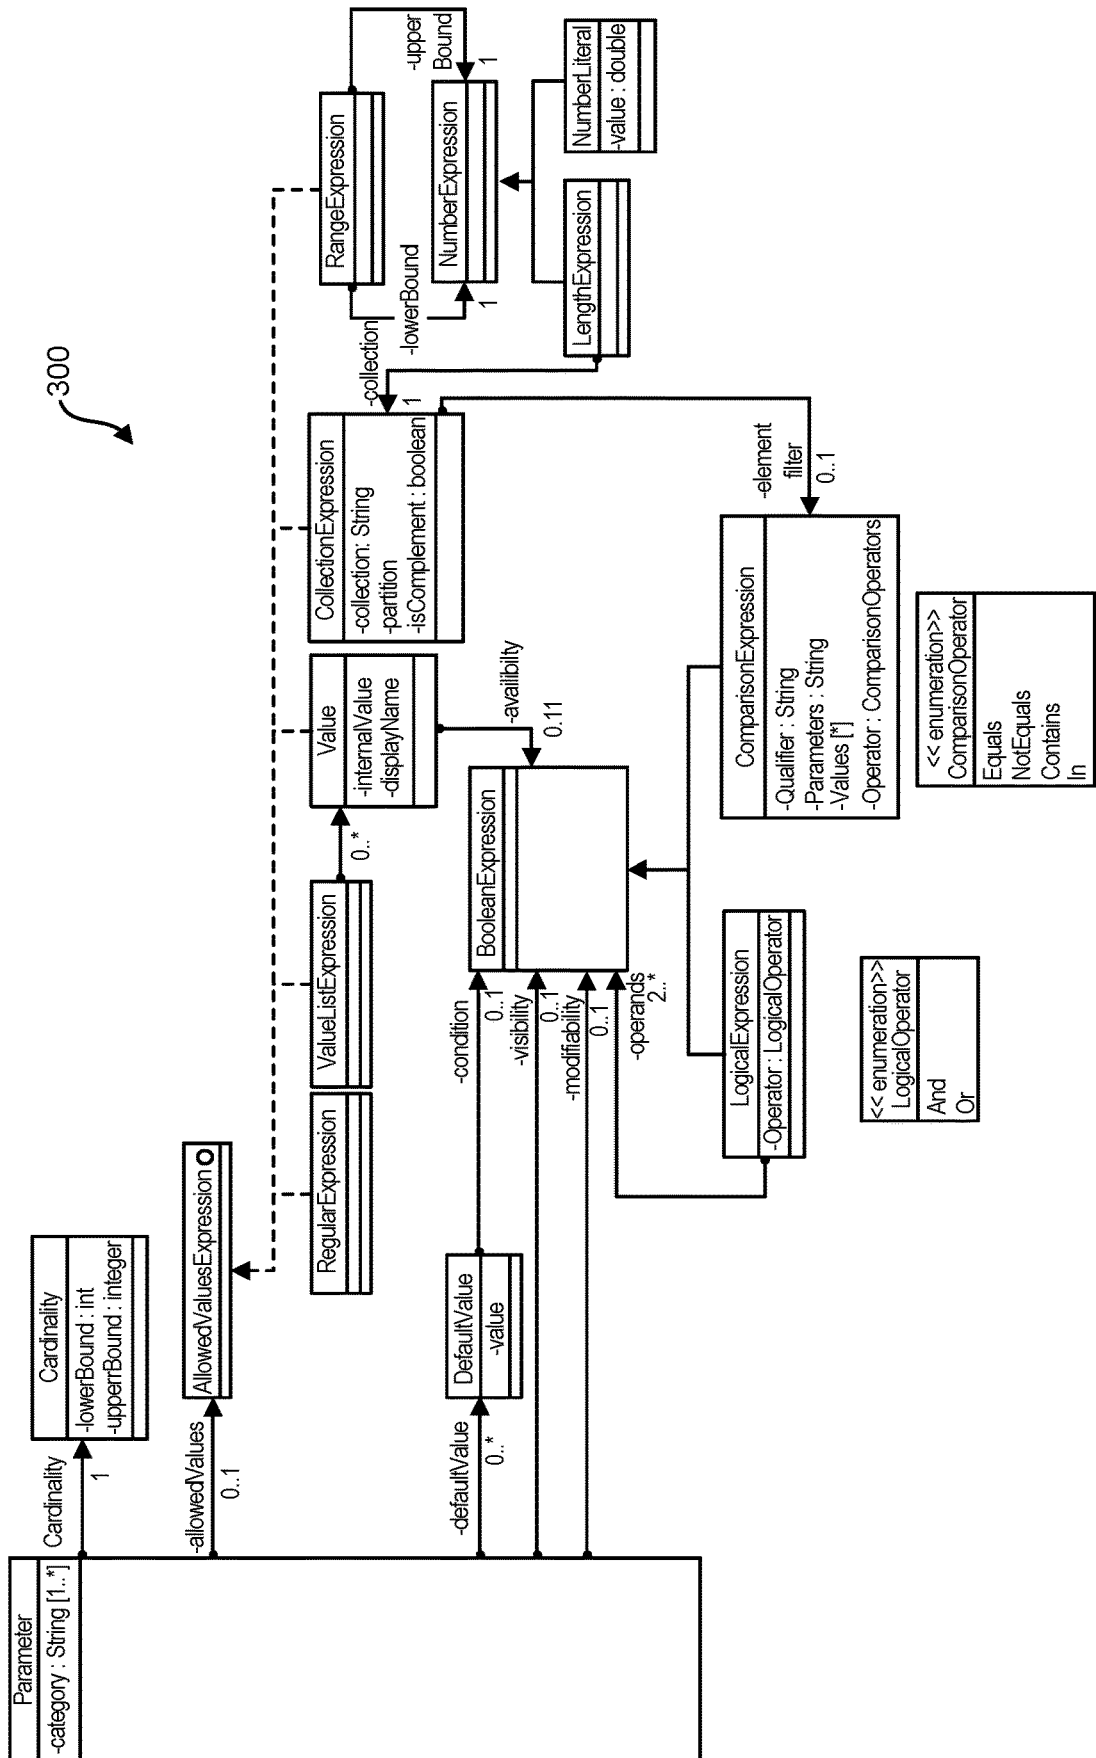 300
Parameter
-category : String [1..*]
Cardinality
1
Cardinality
-lowerBound : int
-upperrBound : integer
-allowedValues
0..1
AllowedValuesExpression
RegularExpression
ValueListExpression
0..*
Value
-internalValue
-displayName
CollectionExpression
-collection: String
-partition
-isComplement : boolean
-collection
1
RangeExpression
-lowerBound
1
-upper
Bound
1
NumberExpression
LengthExpression
NumberLiteral
-value : double
-defaultValue
0..*
DefaultValue
-value
-condition
0..1
-visibility
0..1
-modifiability
0..1
-operands
2..*
BooleanExpression
-availibilty
0.11
-element
filter
0..1
LogicalExpression
-Operator : LogicalOperator
ComparisonExpression
-Qualifier : String
-Parameters : String
-Values [*]
-Operator : ComparisonOperators
<< enumeration>>
LogicalOperator
And
Or
<< enumeration>>
ComparisonOperator
Equals
NotEquals
Contains
In